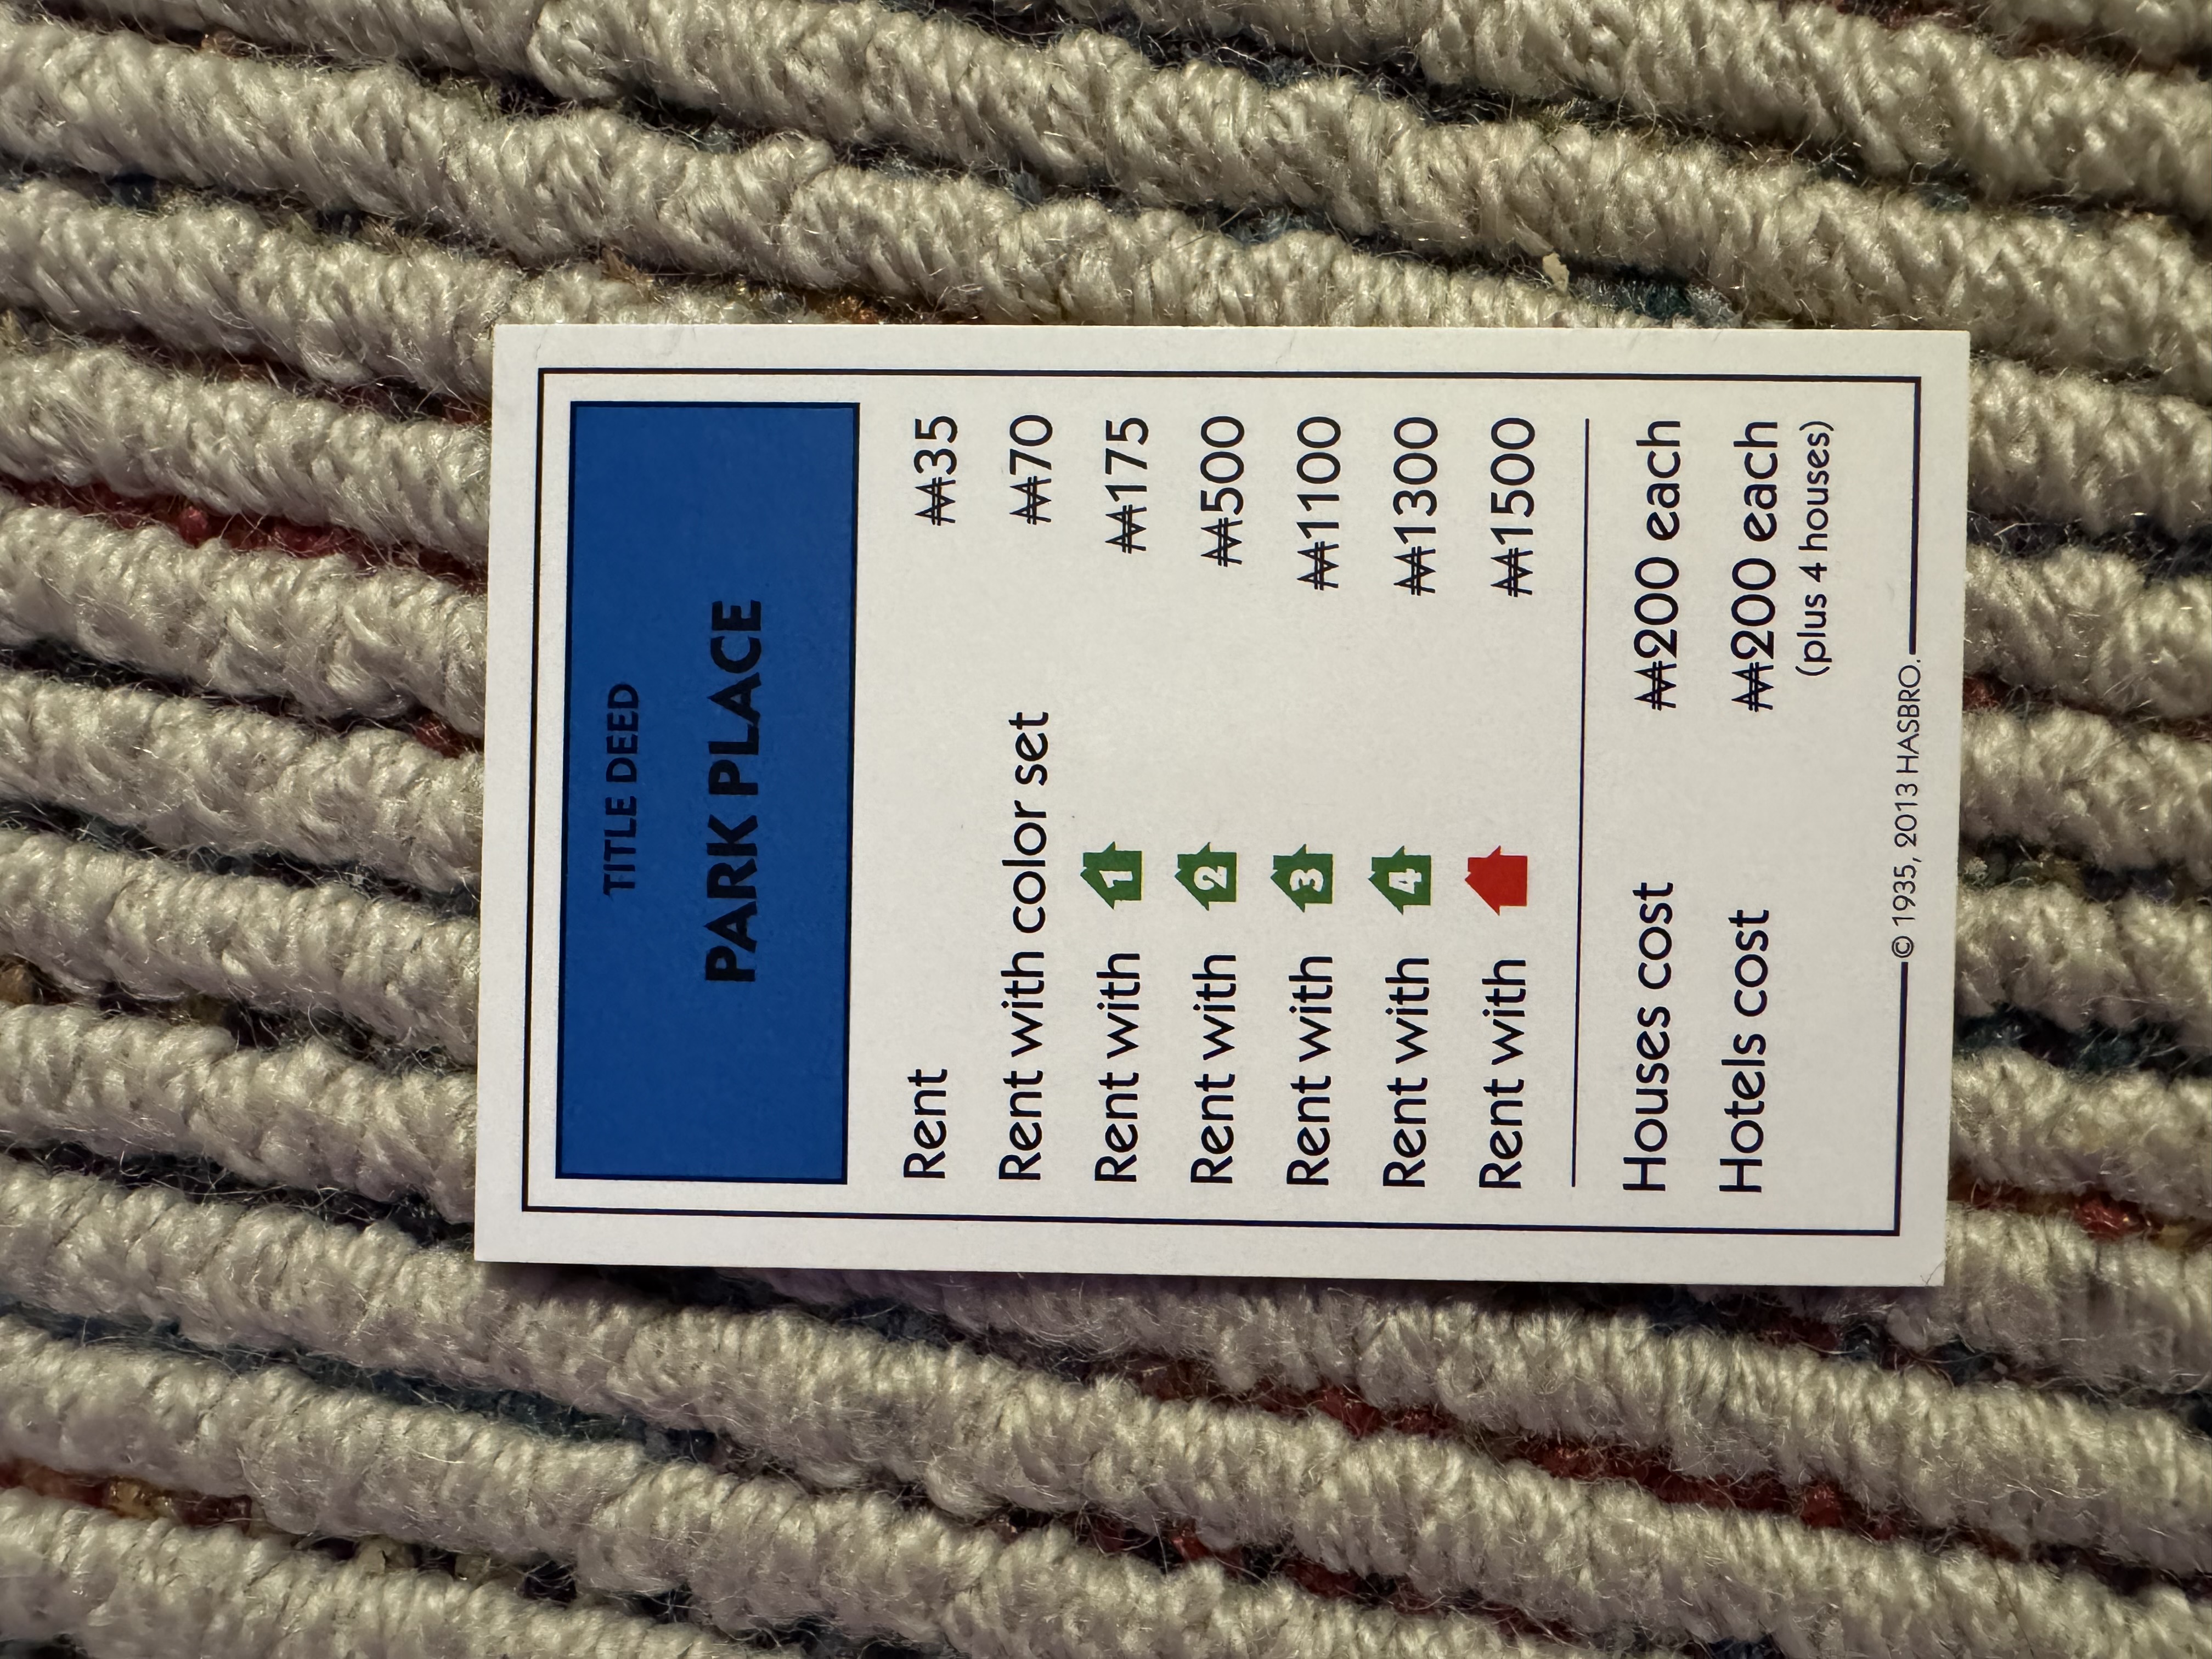 TITLE DEED
PARK PLACE
Rent ₩35
Rent with color set ₩70
Rent with 1 ₩175
Rent with 2 ₩500
Rent with 3 ₩1100
Rent with 4 ₩1300
Rent with ₩1500
Houses cost ₩200 each
Hotels cost ₩200 each
(plus 4 houses)
© 1935, 2013 HASBRO.